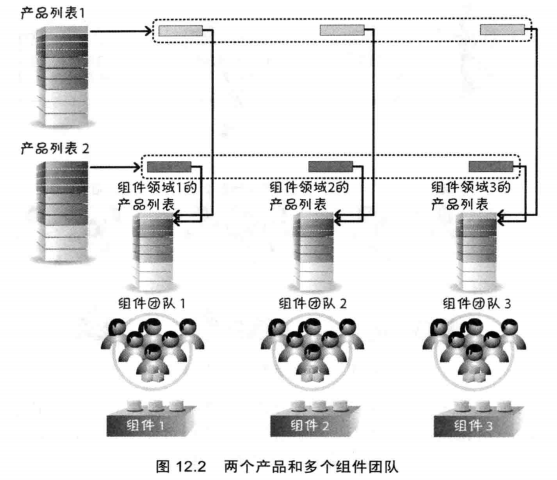 产品列表1
产品列表 2
组件领域1的
产品列表
组件领域2的
产品列表
组件领域3的
产品列表
组件团队 1
组件团队 2
组件团队 3
组件 1
组件 2
组件 3
图 12.2 两个产品和多个组件团队